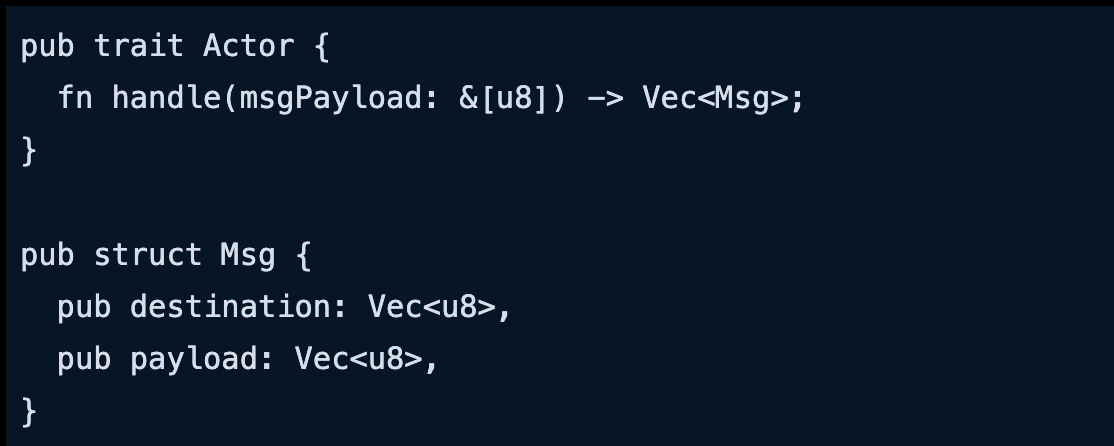 pub trait Actor {
  fn handle(msgPayload: &[u8]) -> Vec<Msg>;
}

pub struct Msg {
  pub destination: Vec<u8>,
  pub payload: Vec<u8>,
}